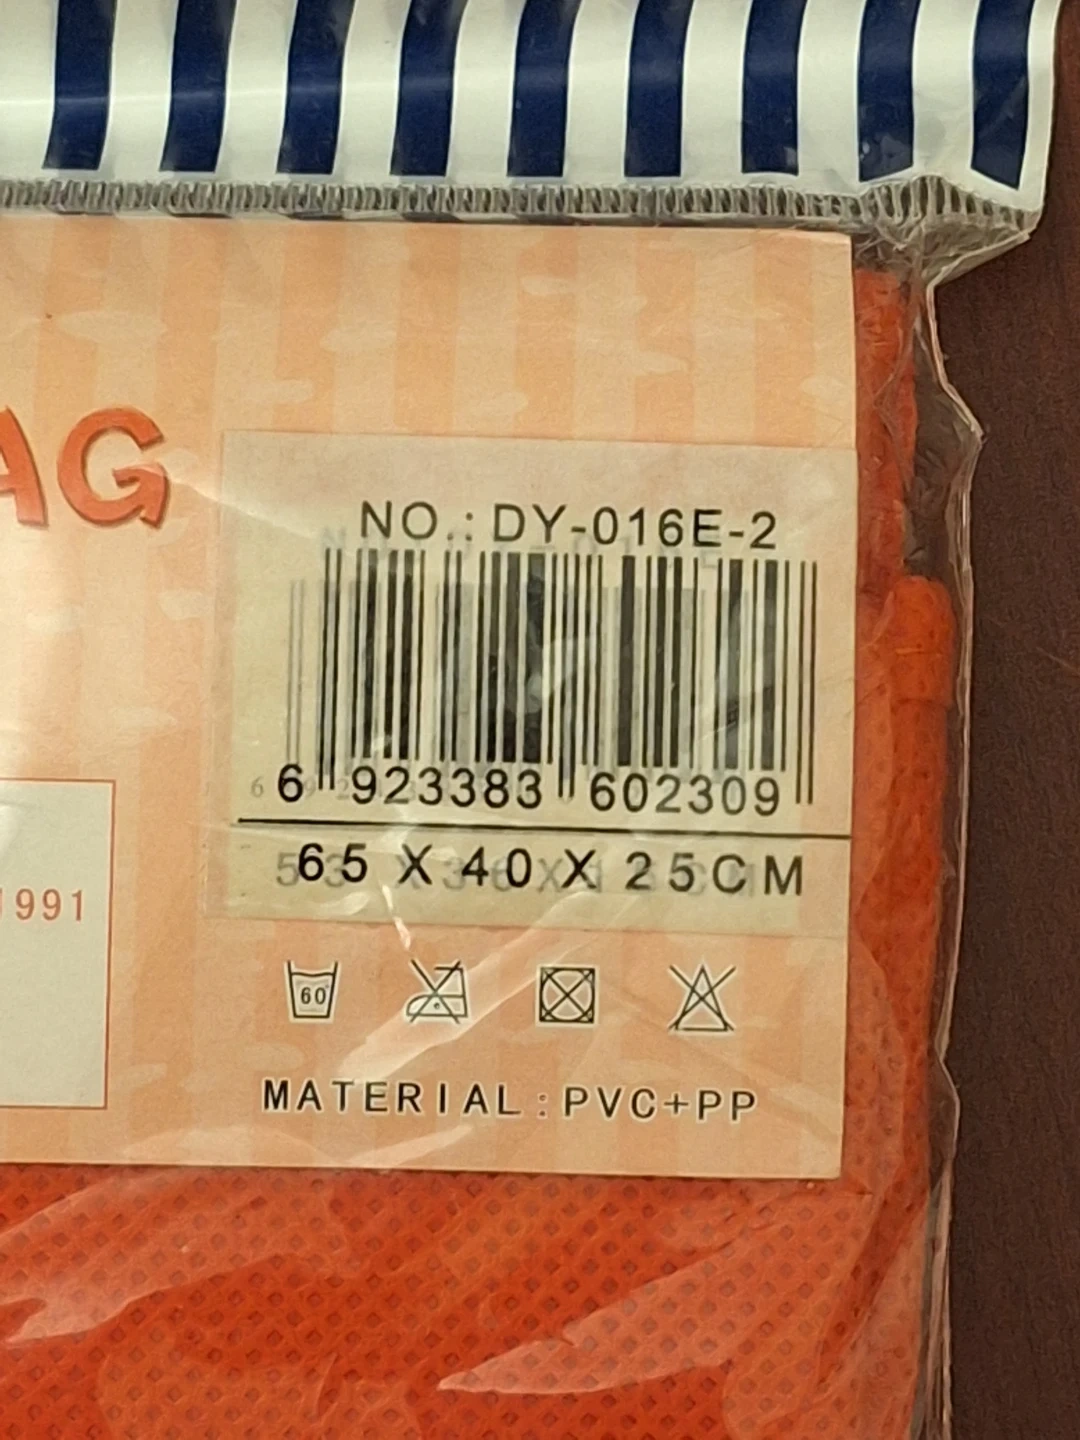 AG
NO.: DY-016E-2
6 923383 602309
65 X 40 X 25CM
1991
60
MATERIAL:PVC+PP